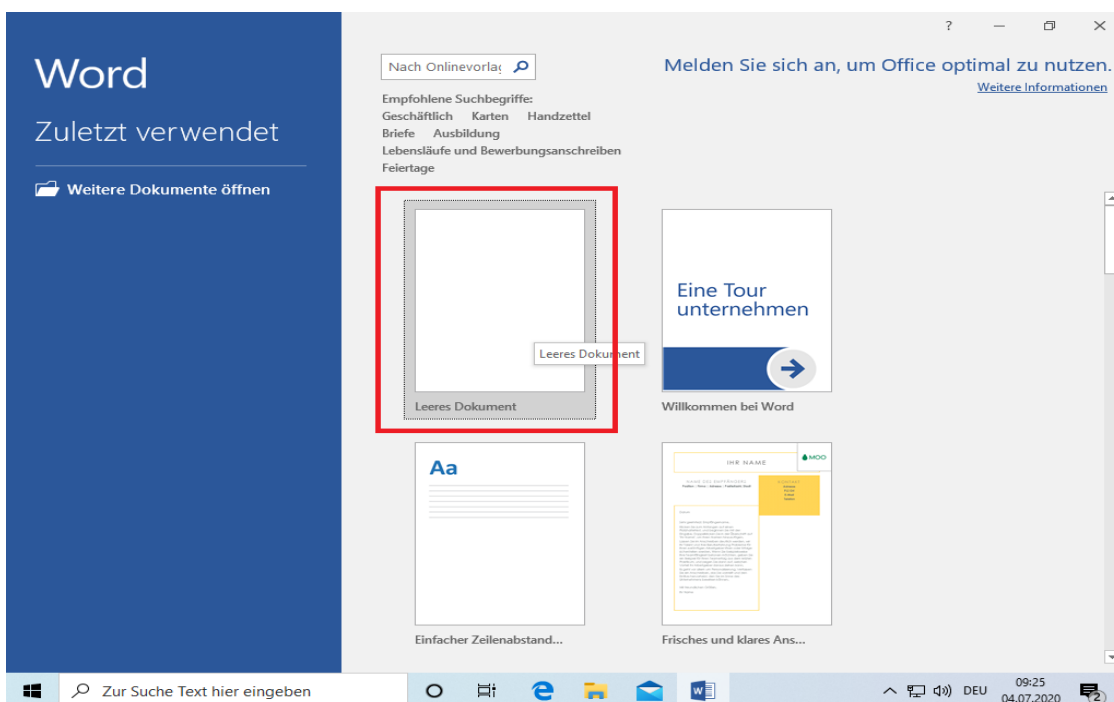 ?
Word
Zuletzt verwendet
Weitere Dokumente öffnen
Nach Onlinevorlag
Melden Sie sich an, um Office optimal zu nutzen.
Weitere Informationen
Empfohlene Suchbegriffe:
Geschäftlich Karten Handzettel
Briefe Ausbildung
Lebensläufe und Bewerbungsanschreiben
Feiertage
Eine Tour
unternehmen
Leeres Dokument
Leeres Dokument
Willkommen bei Word
Aa
IHR NAME
MOO
KONTAKT
Einfacher Zeilenabstand...
Frisches und klares Ans...
Zur Suche Text hier eingeben
DEU
09:25
04.07.2020
2